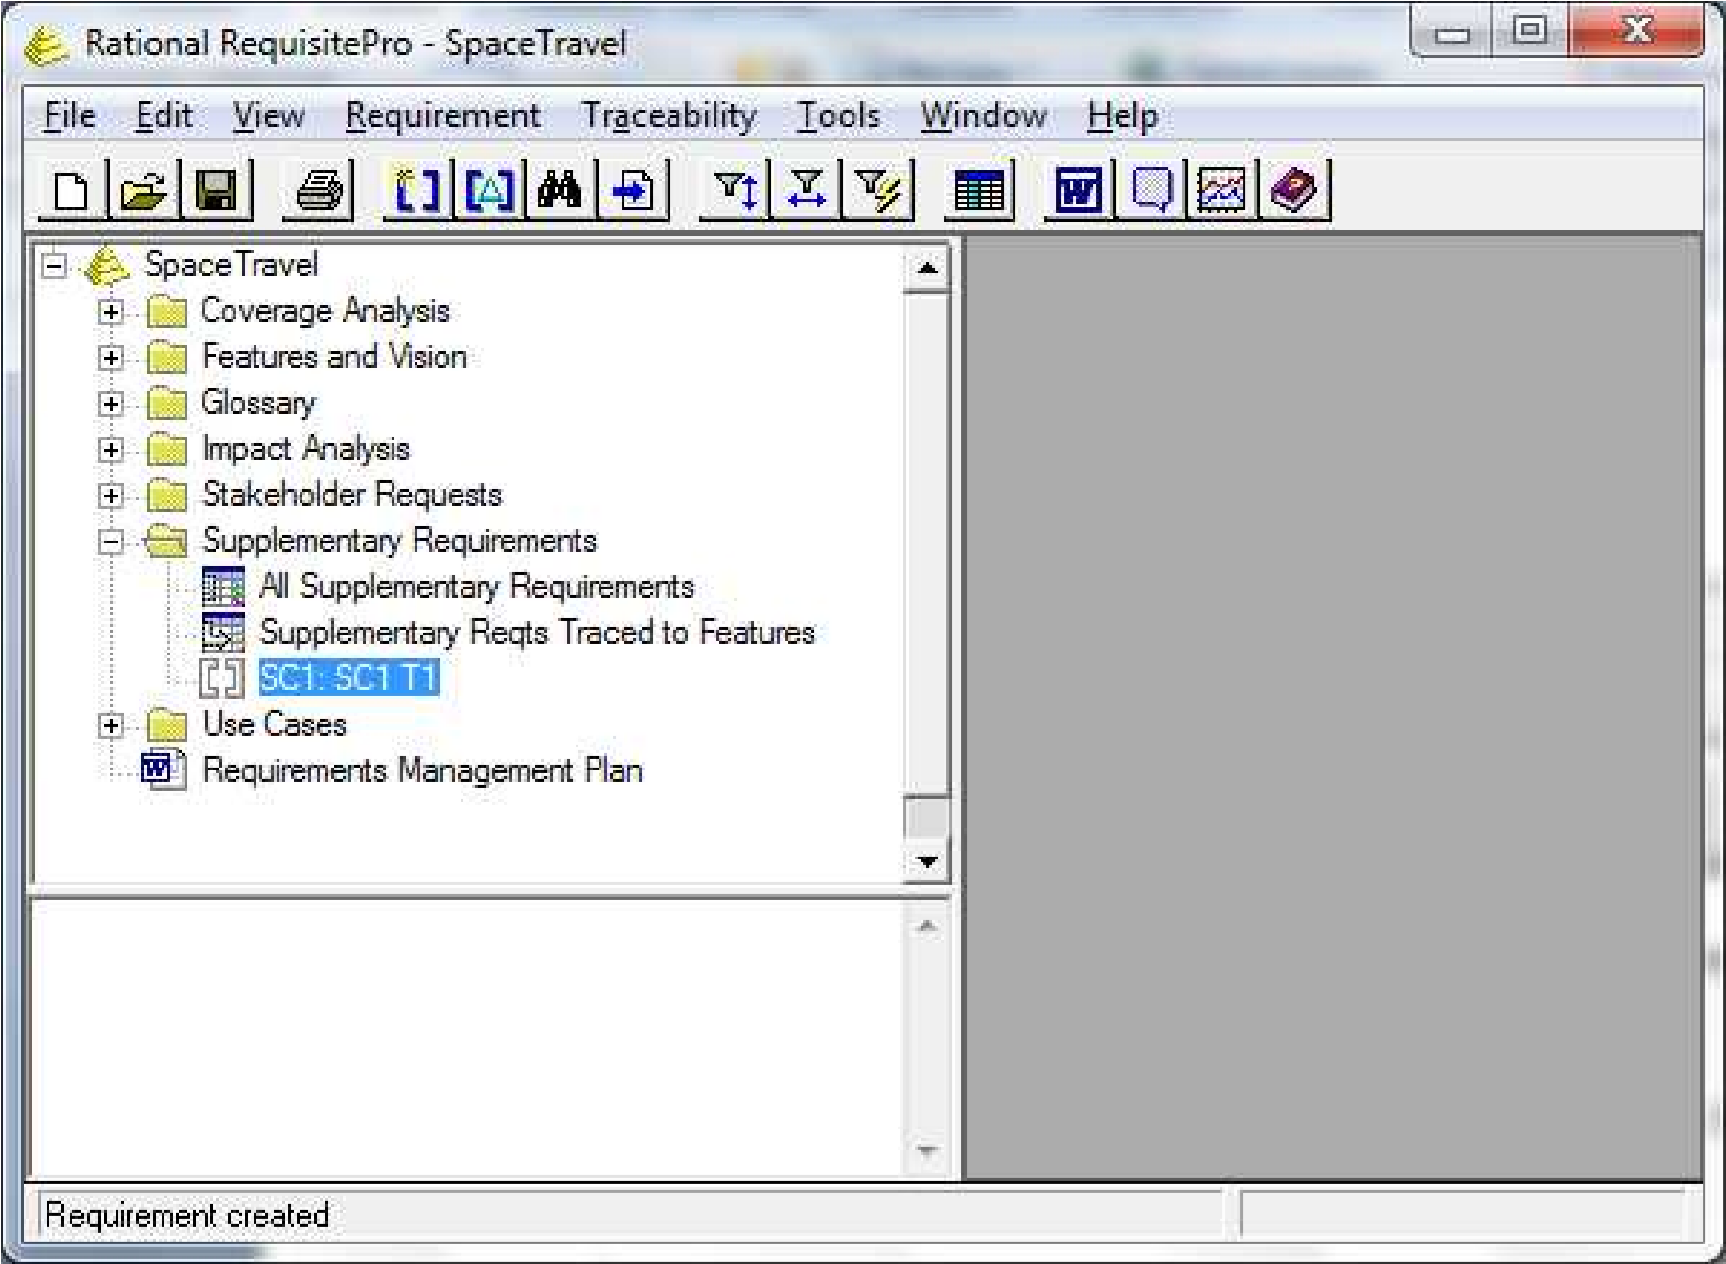 Rational RequisitePro - SpaceTravel
File Edit View Requirement Traceability Tools Window Help
SpaceTravel
Coverage Analysis
Features and Vision
Glossary
Impact Analysis
Stakeholder Requests
Supplementary Requirements
All Supplementary Requirements
Supplementary Reqts Traced to Features
SC1: SC1 T1
Use Cases
Requirements Management Plan
Requirement created